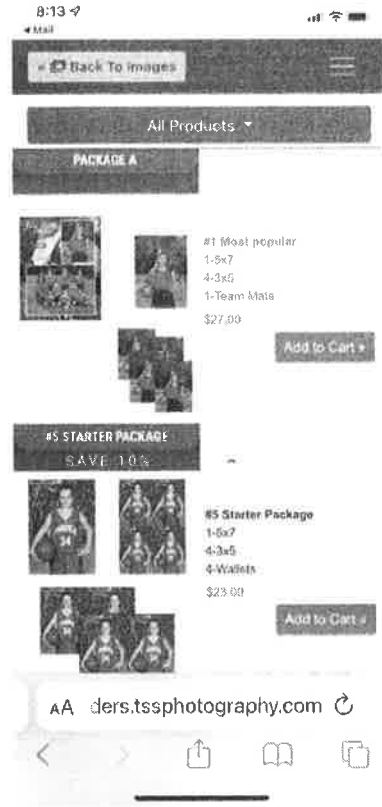 8:13
Mail
Back To Images
All Products
PACKAGE A
#1 Most popular
1-5x7
4-3x5
1-Team Mate
$27.00
Add to Cart »
#5 STARTER PACKAGE
SAVE 10%
#5 Starter Package
1-5x7
4-3x5
4-Wallets
$23.00
Add to Cart »
AA ders.tssphotography.com